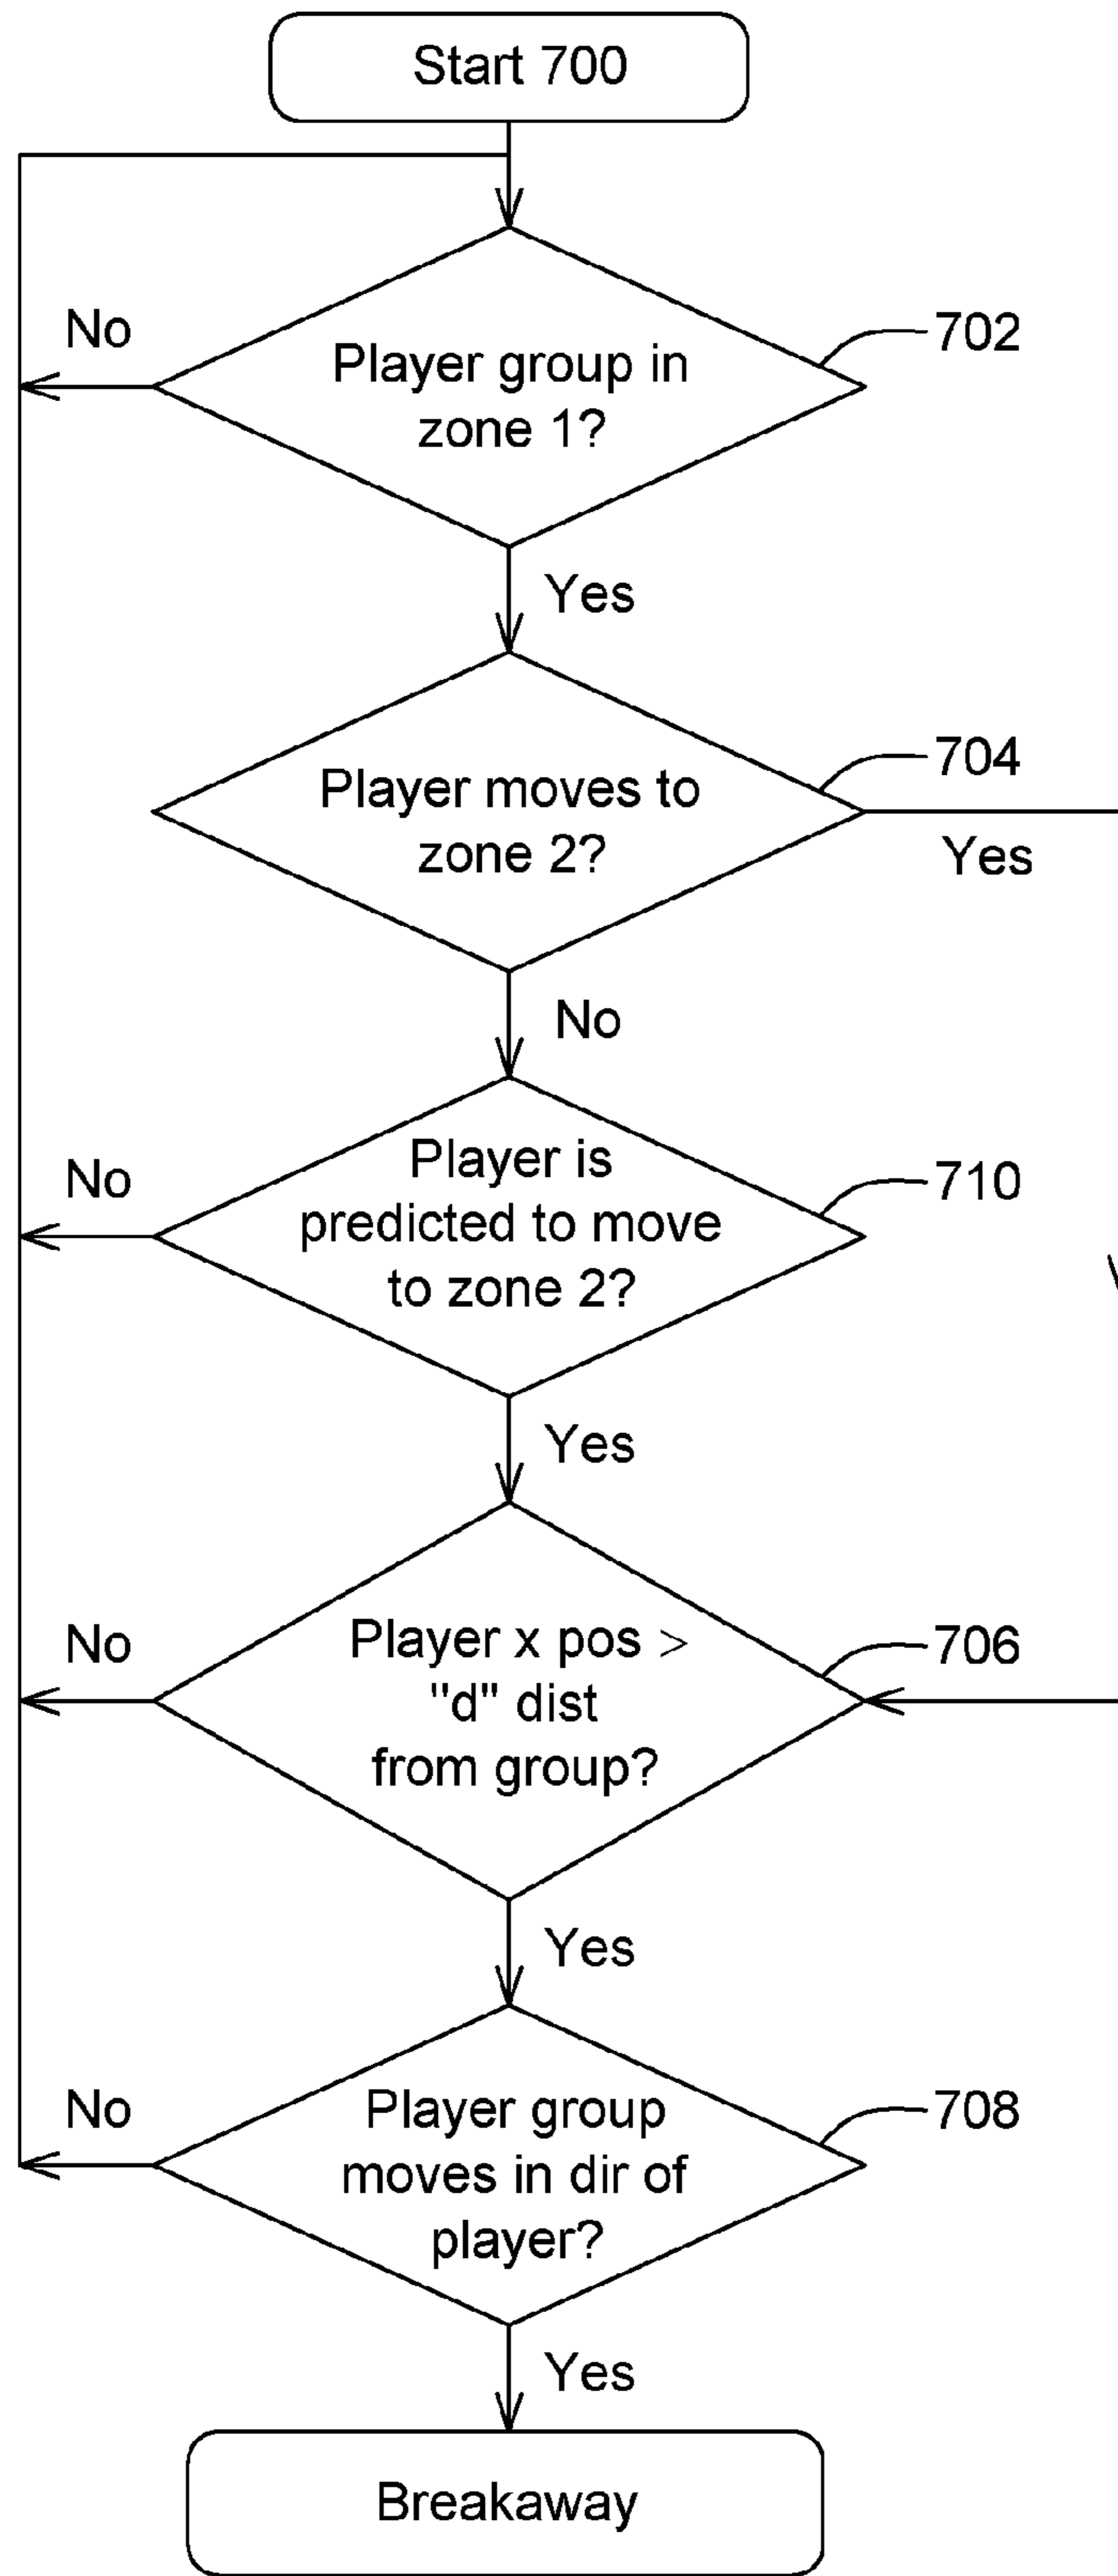 Start 700
No
702
Player group in
zone 1?
Yes
704
Player moves to
zone 2?
Yes
No
No
710
Player is
predicted to move
to zone 2?
Yes
No
706
Player x pos >
"d" dist
from group?
Yes
No
708
Player group
moves in dir of
player?
Yes
Breakaway